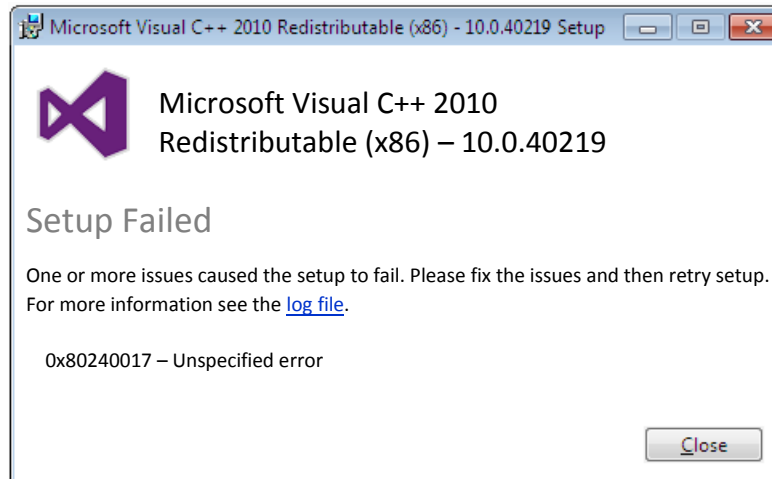 Microsoft Visual C++ 2010 Redistributable (x86) - 10.0.40219 Setup
Microsoft Visual C++ 2010
Redistributable (x86) – 10.0.40219
Setup Failed
One or more issues caused the setup to fail. Please fix the issues and then retry setup.
For more information see the log file.
0x80240017 – Unspecified error
Close